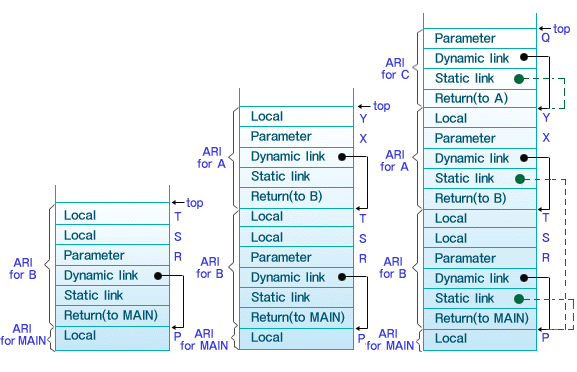 top
Local T
Local S
Parameter R
ARI for B
Dynamic link
Static link
Return(to MAIN)
P
ARI for MAIN
Local
top
Local Y
Parameter X
ARI for A
Dynamic link
Static link
Return(to B)
Local T
Local S
Parameter R
ARI for B
Dynamic link
Static link
Return(to MAIN)
ARI for MAIN
Local P
top
Parameter Q
ARI for C
Dynamic link
Static link
Return(to A)
Local Y
Parameter X
ARI for A
Dynamic link
Static link
Return(to B)
Local T
Local S
Paramater R
ARI for B
Dynamic link
Static link
Return(to MAIN)
ARI for MAIN
Local P